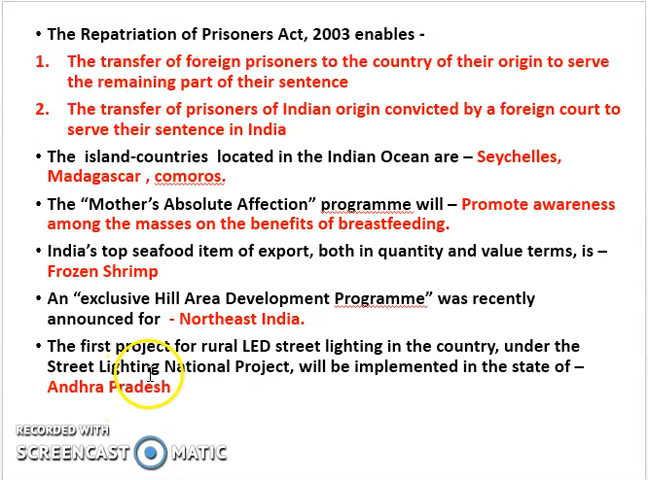 • The Repatriation of Prisoners Act, 2003 enables -
1. The transfer of foreign prisoners to the country of their origin to serve
the remaining part of their sentence
2. The transfer of prisoners of Indian origin convicted by a foreign court to
serve their sentence in India
• The island-countries located in the Indian Ocean are – Seychelles,
Madagascar , comoros.
• The “Mother’s Absolute Affection” programme will – Promote awareness
among the masses on the benefits of breastfeeding.
• India’s top seafood item of export, both in quantity and value terms, is –
Frozen Shrimp
• An “exclusive Hill Area Development Programme” was recently
announced for - Northeast India.
• The first project for rural LED street lighting in the country, under the
Street Lighting National Project, will be implemented in the state of –
Andhra Pradesh
RECORDED WITH
SCREENCAST MATIC